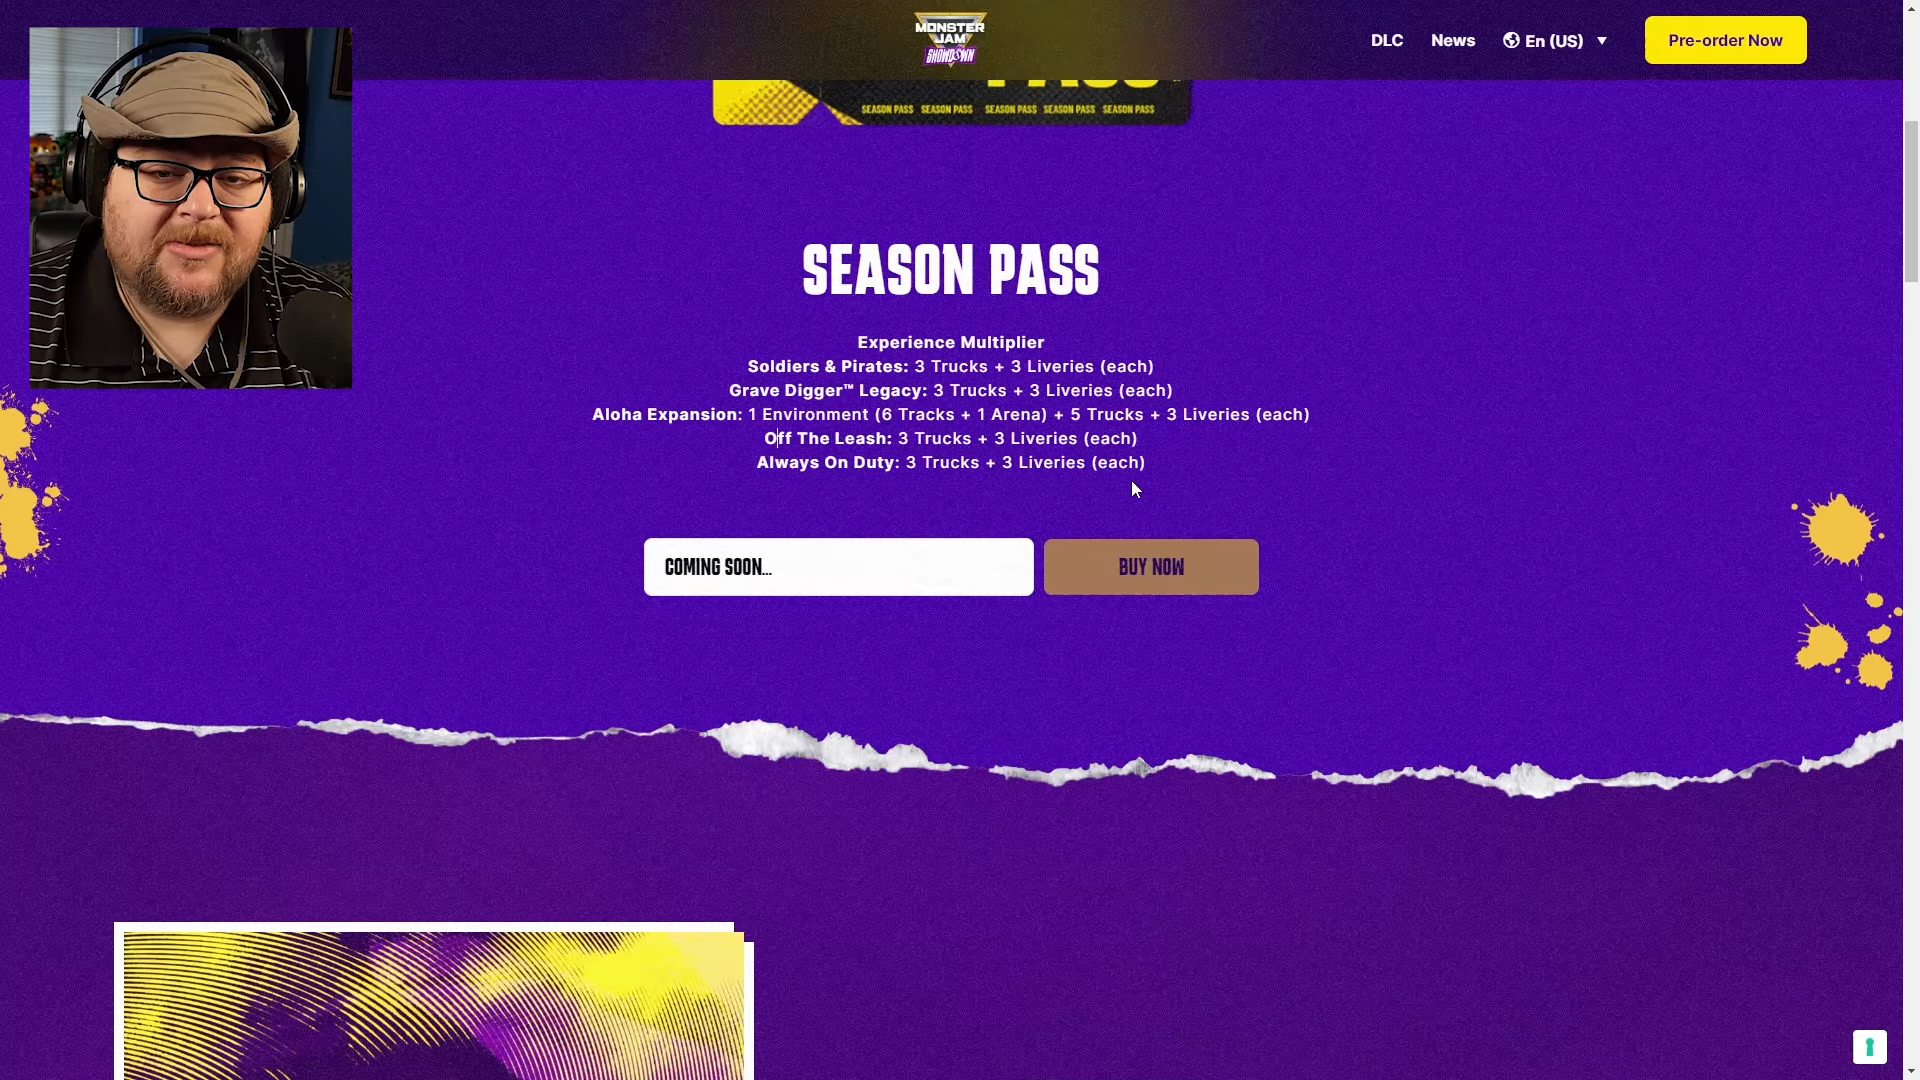 MONSTER
JAM
SHOWDOWN
DLC
News
En (US)
Pre-order Now
PASS
SEASON PASS SEASON PASS SEASON PASS SEASON PASS SEASON PASS
SEASON PASS
Experience Multiplier
Soldiers & Pirates: 3 Trucks + 3 Liveries (each)
Grave Digger™ Legacy: 3 Trucks + 3 Liveries (each)
Aloha Expansion: 1 Environment (6 Tracks + 1 Arena) + 5 Trucks + 3 Liveries (each)
Off The Leash: 3 Trucks + 3 Liveries (each)
Always On Duty: 3 Trucks + 3 Liveries (each)
COMING SOON...
BUY NOW